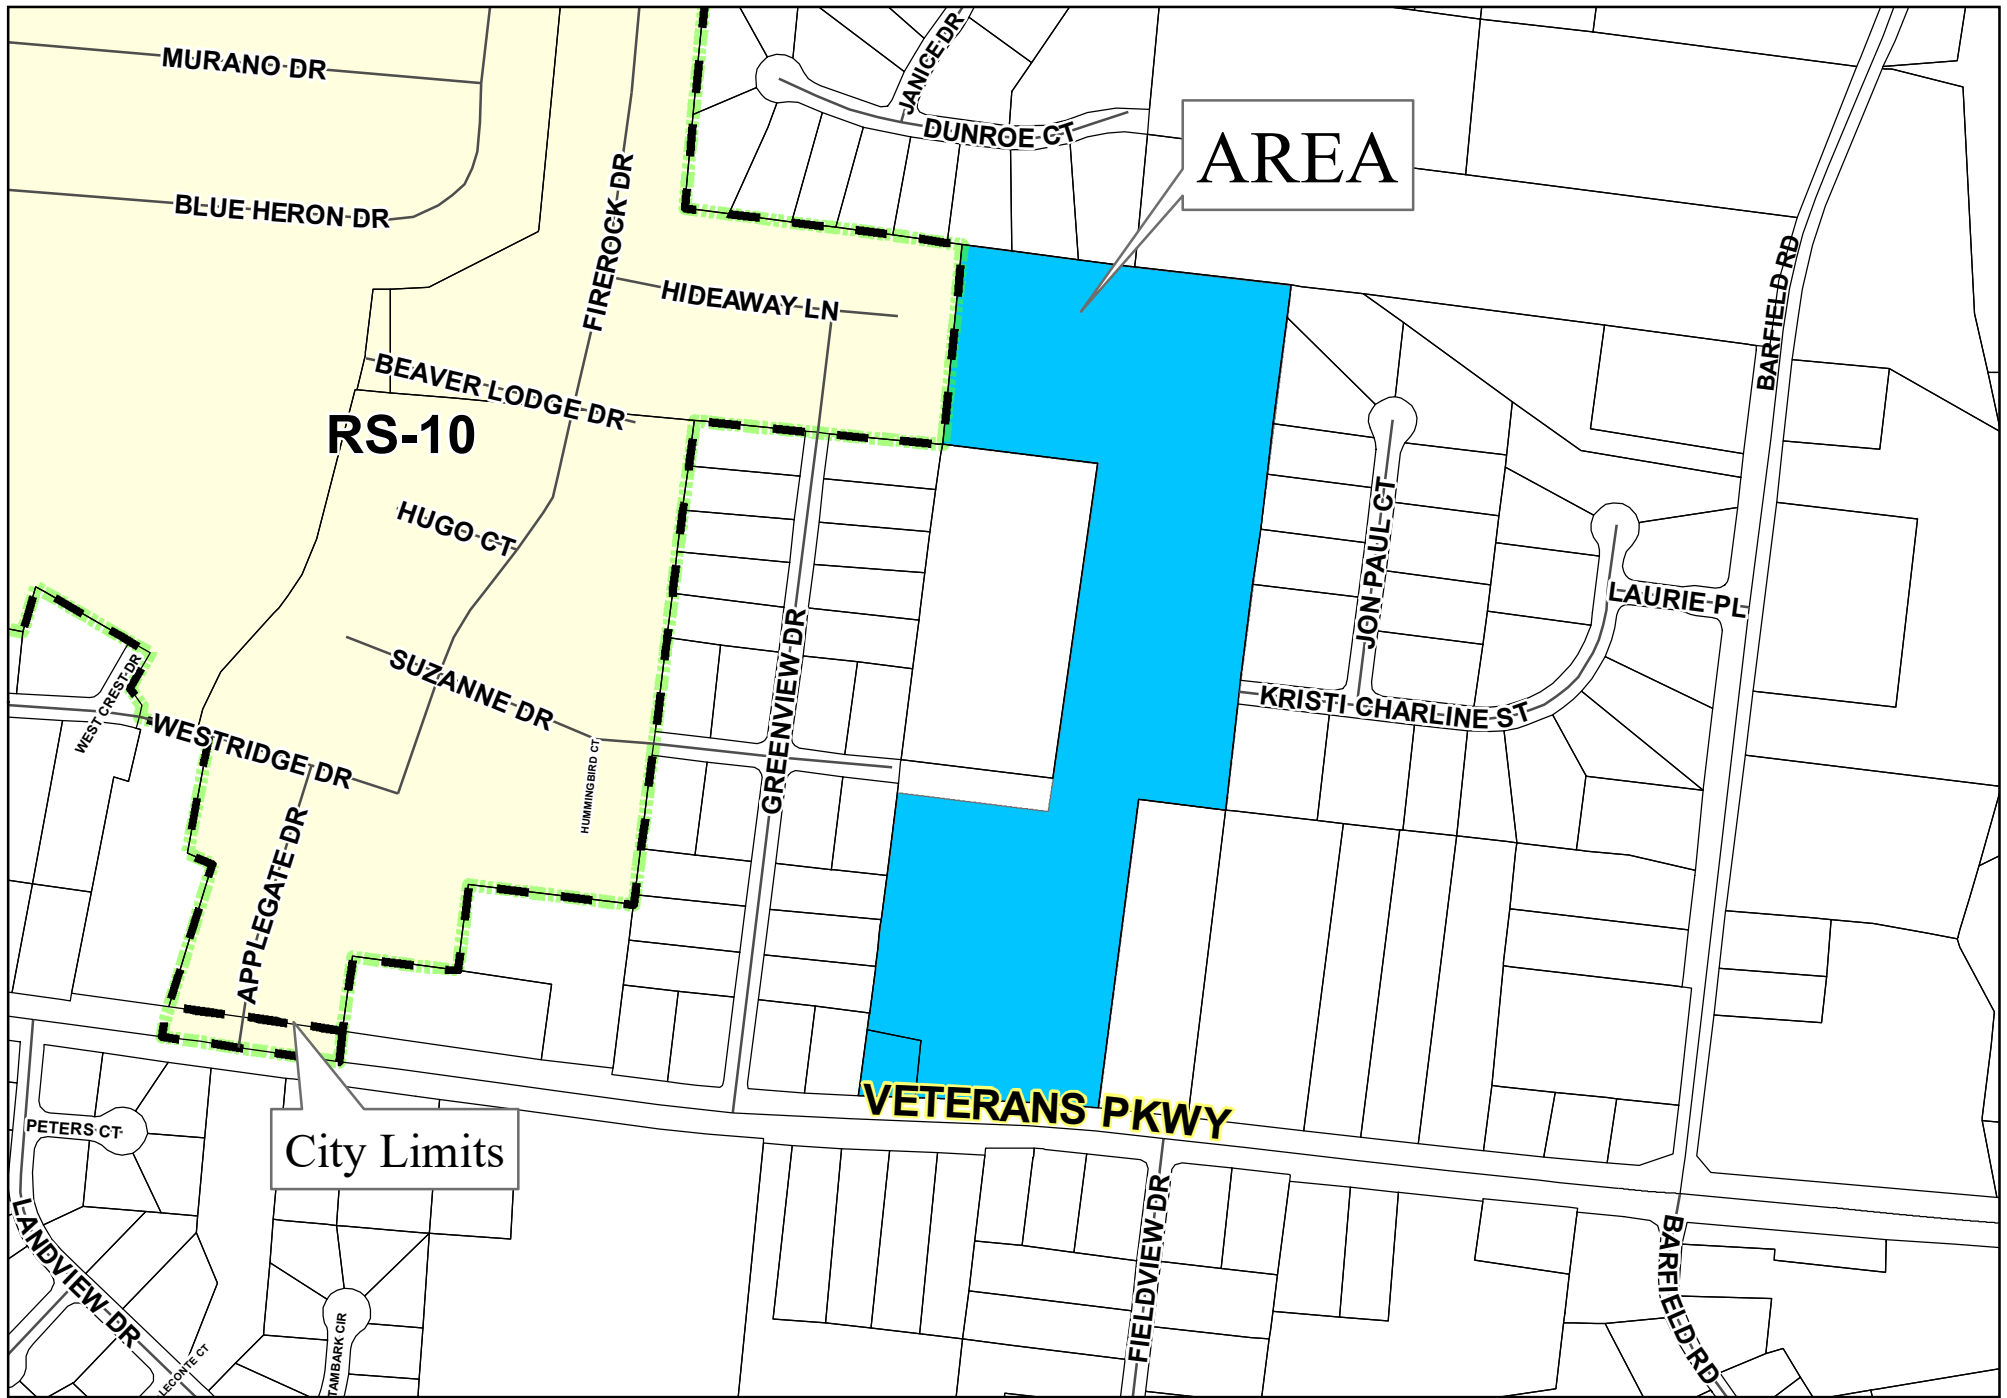 MURANO DR
JANICE DR
DUNROE CT
AREA
BLUE HERON DR
FIREROCK DR
BARFIELD RD
HIDEAWAY LN
BEAVER LODGE DR
RS-10
HUGO CT
JON PAUL CT
LAURIE PL
GREENVIEW DR
SUZANNE DR
WEST CREST DR
KRISTI CHARLINE ST
WESTRIDGE DR
HUMMINGBIRD CT
APPLEGATE DR
VETERANS PKWY
PETERS CT
City Limits
LANDVIEW DR
FIELDVIEW DR
BARFIELD RD
TAMBARK CIR
LECONTE CT